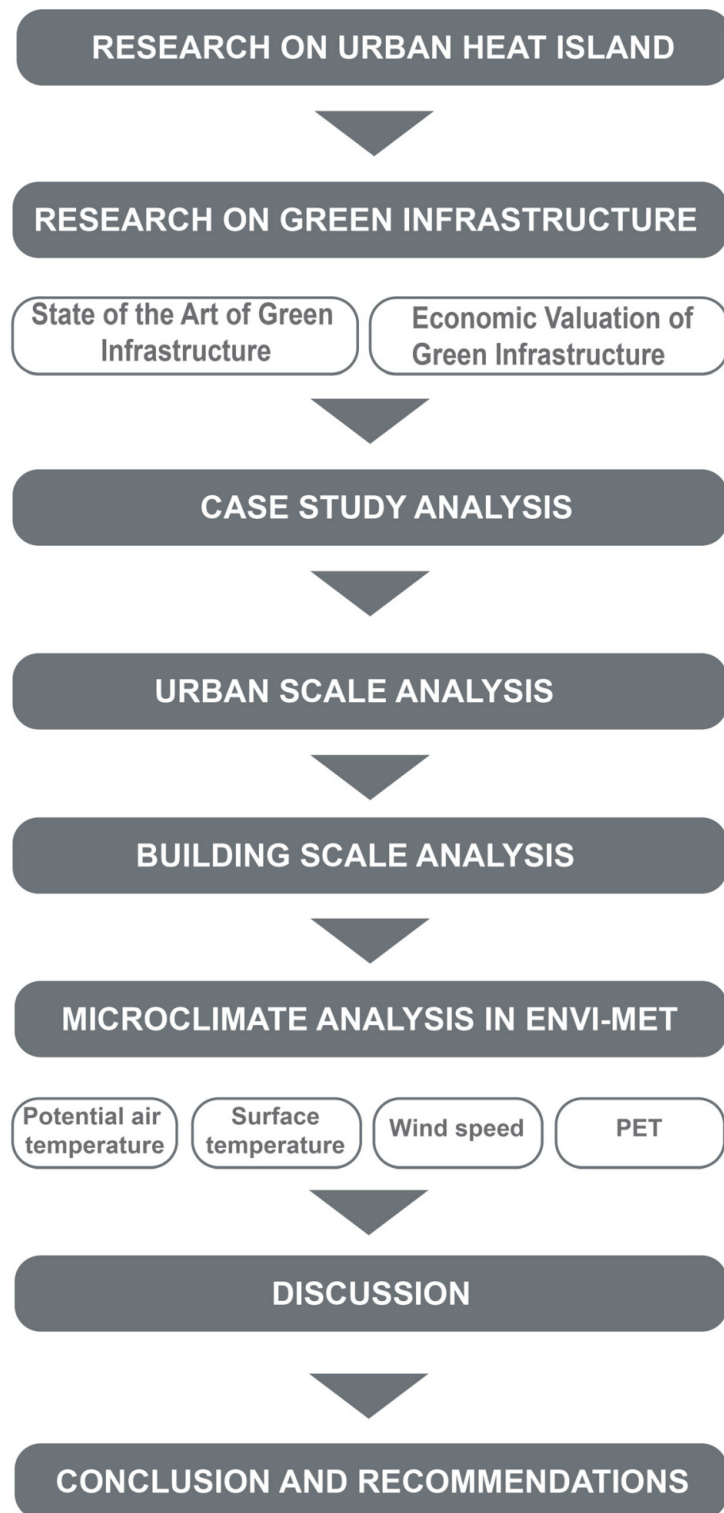 RESEARCH ON URBAN HEAT ISLAND
RESEARCH ON GREEN INFRASTRUCTURE
State of the Art of Green
Infrastructure
Economic Valuation of
Green Infrastructure
CASE STUDY ANALYSIS
URBAN SCALE ANALYSIS
BUILDING SCALE ANALYSIS
MICROCLIMATE ANALYSIS IN ENVI-MET
Potential air
temperature
Surface
temperature
Wind speed
PET
DISCUSSION
CONCLUSION AND RECOMMENDATIONS